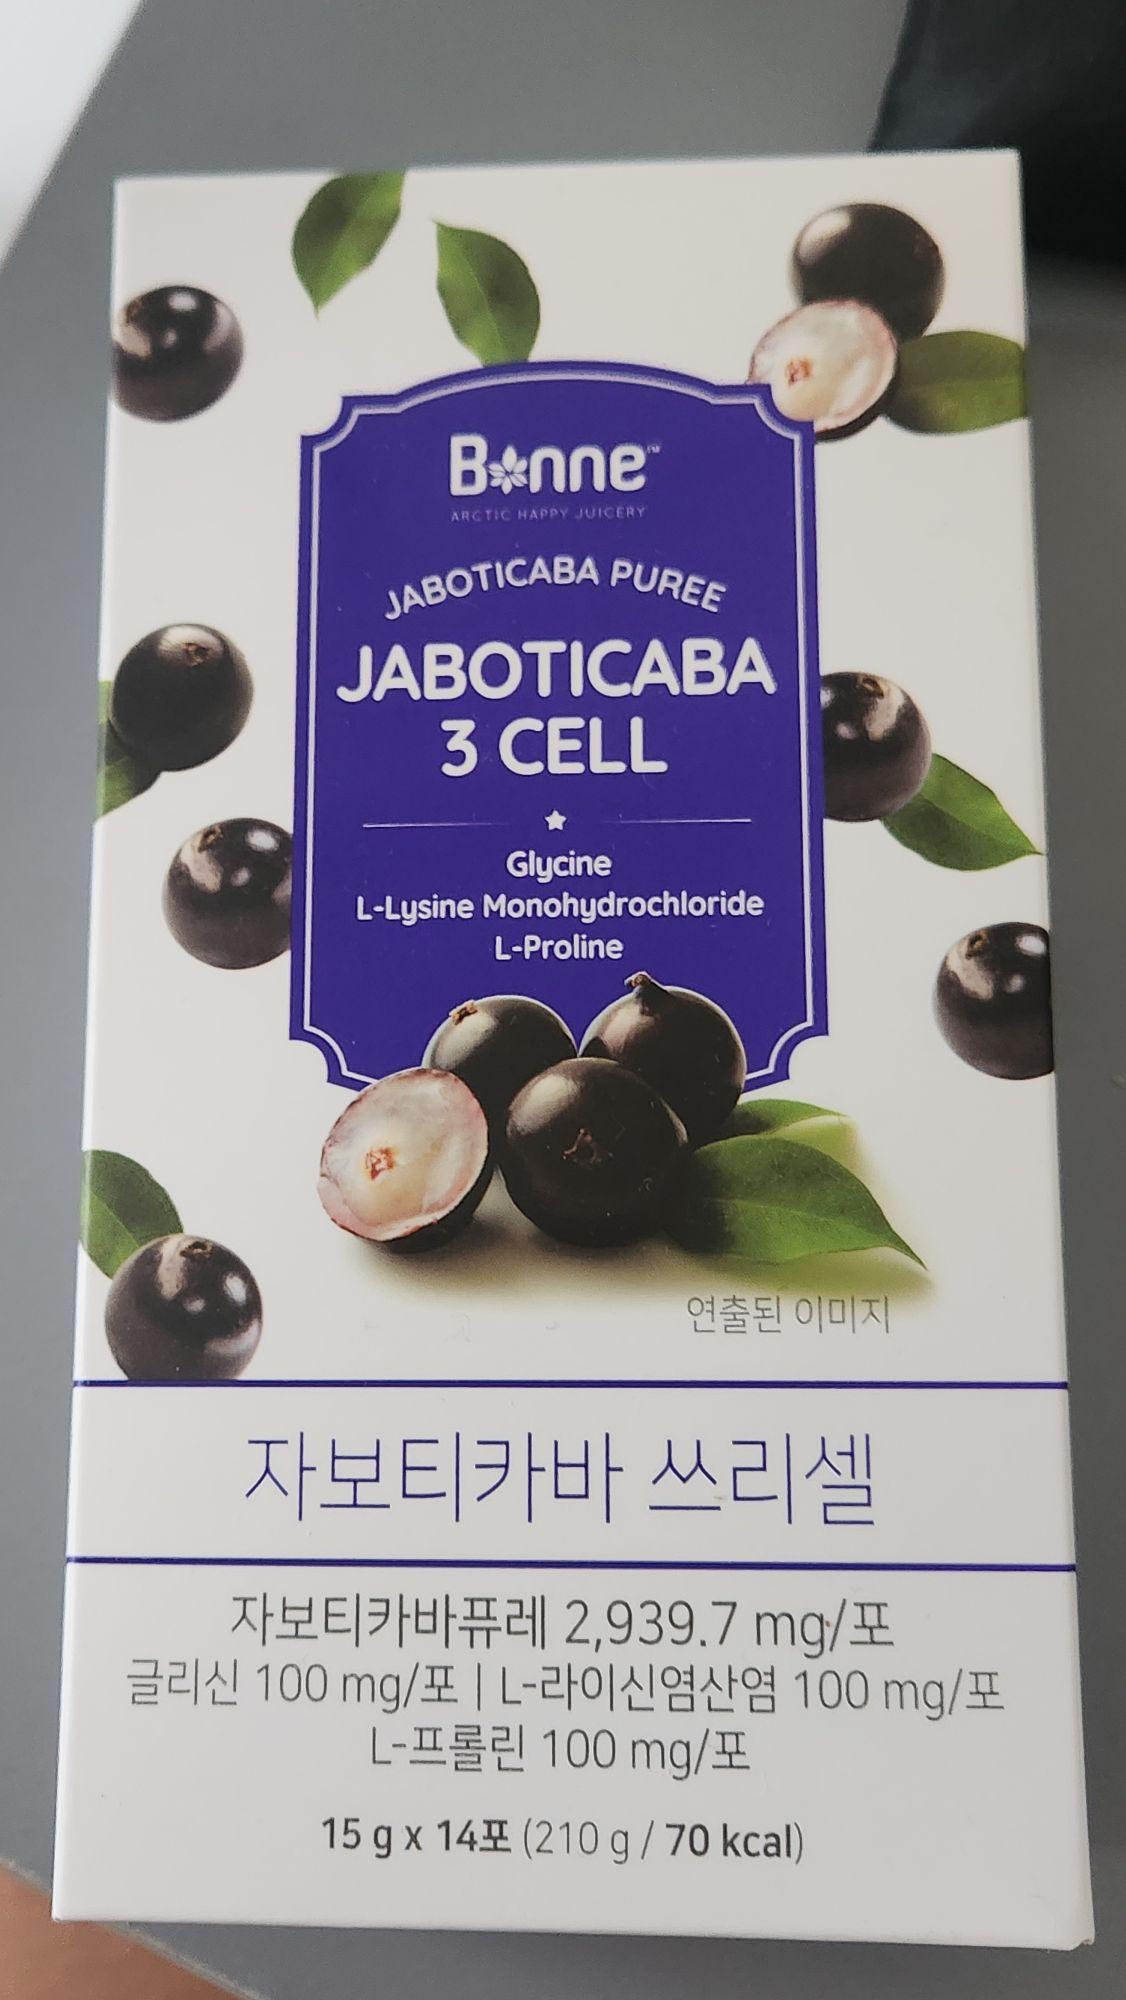 Bonne™
ARCTIC HAPPY JUICERY
JABOTICABA PUREE
JABOTICABA
3 CELL
Glycine
L-Lysine Monohydrochloride
L-Proline
연출된 이미지
자보티카바 쓰리셀
자보티카바퓨레 2,939.7 mg/포
글리신 100 mg/포 | L-라이신염산염 100 mg/포
L-프롤린 100 mg/포
15 g x 14포 (210 g / 70 kcal)